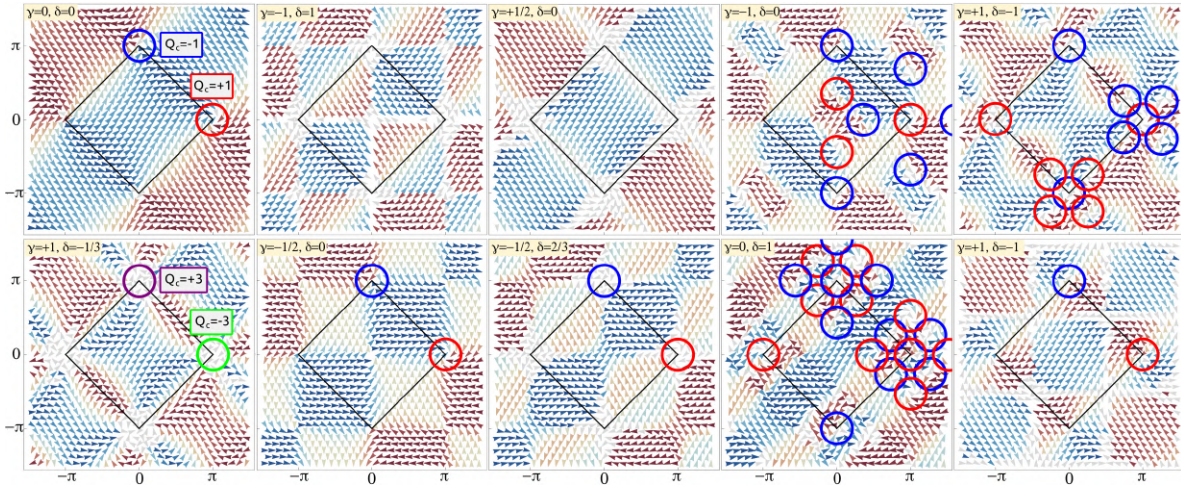 γ=0, δ=0 γ=−1, δ=1 γ=+1/2, δ=0 γ=−1, δ=0 γ=+1, δ=−1
π
Q_c=-1
Q_c=+1
0
−π
γ=+1, δ=−1/3 γ=−1/2, δ=0 γ=−1/2, δ=2/3 γ=0, δ=1 γ=+1, δ=−1
π
Q_c=+3
Q_c=-3
0
−π
−π 0 π −π 0 π −π 0 π −π 0 π −π 0 π